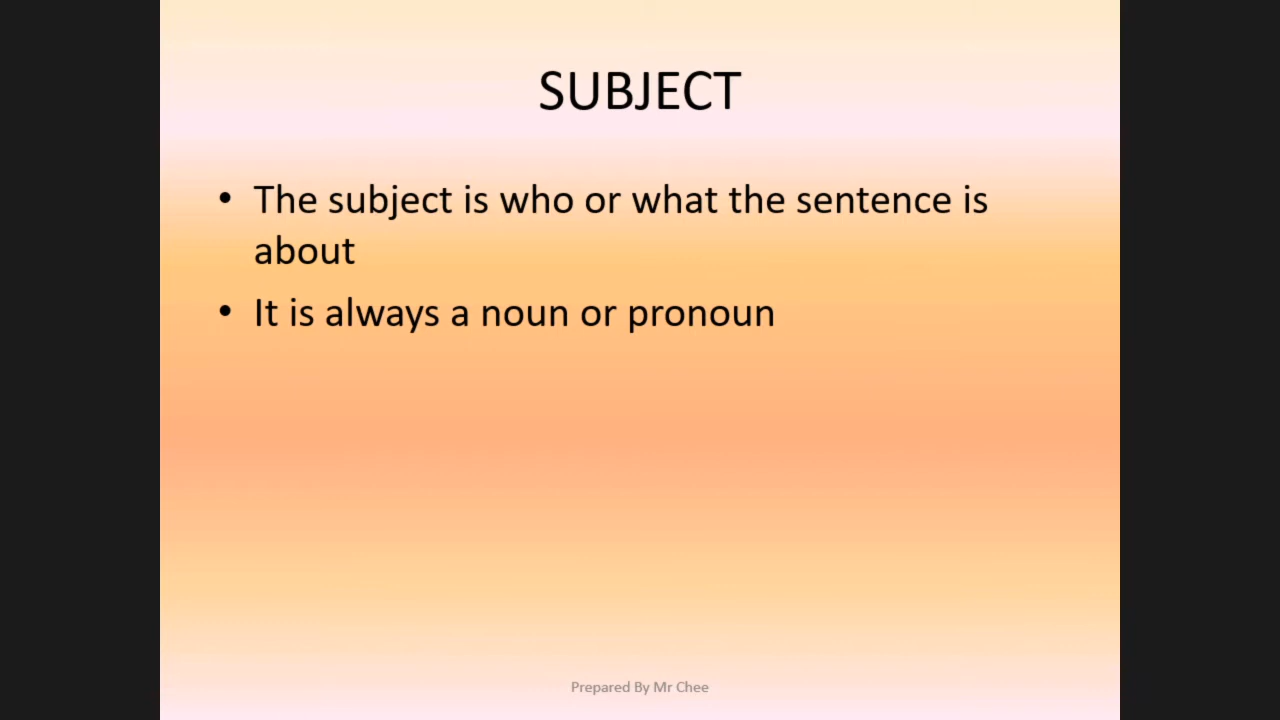 SUBJECT
• The subject is who or what the sentence is
about
• It is always a noun or pronoun
Prepared By Mr Chee